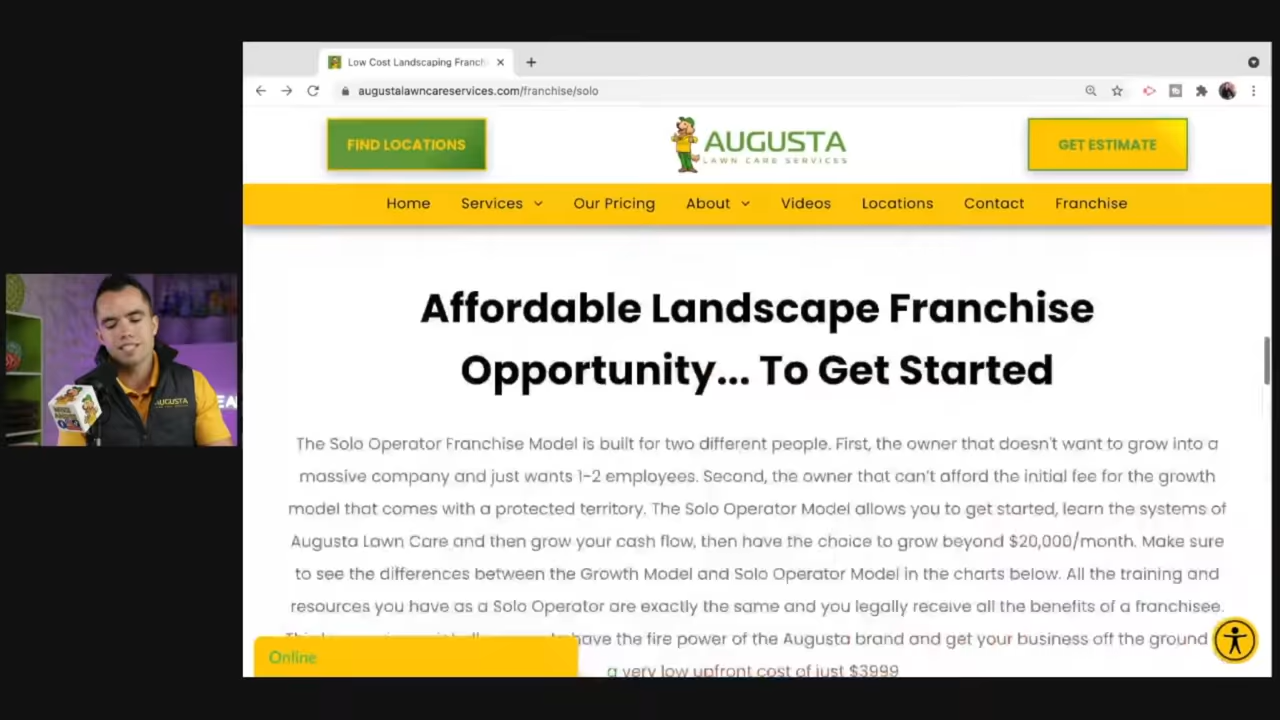 Low Cost Landscaping Franch
augustalawncareservices.com/franchise/solo
FIND LOCATIONS
AUGUSTA
LAWN CARE SERVICES
GET ESTIMATE
Home Services Our Pricing About Videos Locations Contact Franchise
Affordable Landscape Franchise
Opportunity... To Get Started
The Solo Operator Franchise Model is built for two different people. First, the owner that doesn't want to grow into a
massive company and just wants 1-2 employees. Second, the owner that can't afford the initial fee for the growth
model that comes with a protected territory. The Solo Operator Model allows you to get started, learn the systems of
Augusta Lawn Care and then grow your cash flow, then have the choice to grow beyond $20,000/month. Make sure
to see the differences between the Growth Model and Solo Operator Model in the charts below. All the training and
resources you have as a Solo Operator are exactly the same and you legally receive all the benefits of a franchisee.
have the fire power of the Augusta brand and get your business off the ground
a very low upfront cost of just $3999
Online
AUGUSTA